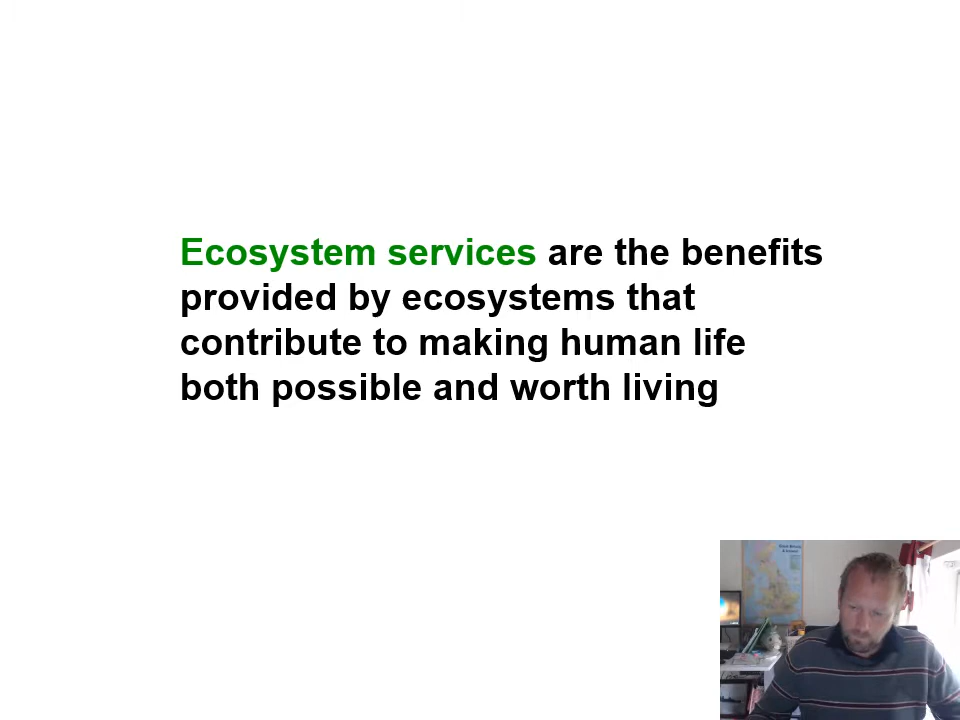 Ecosystem services are the benefits
provided by ecosystems that
contribute to making human life
both possible and worth living